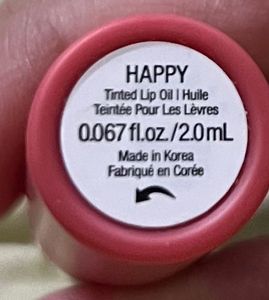 HAPPY
Tinted Lip Oil | Huile
Teintée Pour Les Lèvres
0.067 fl.oz./2.0mL
Made in Korea
Fabriqué en Corée